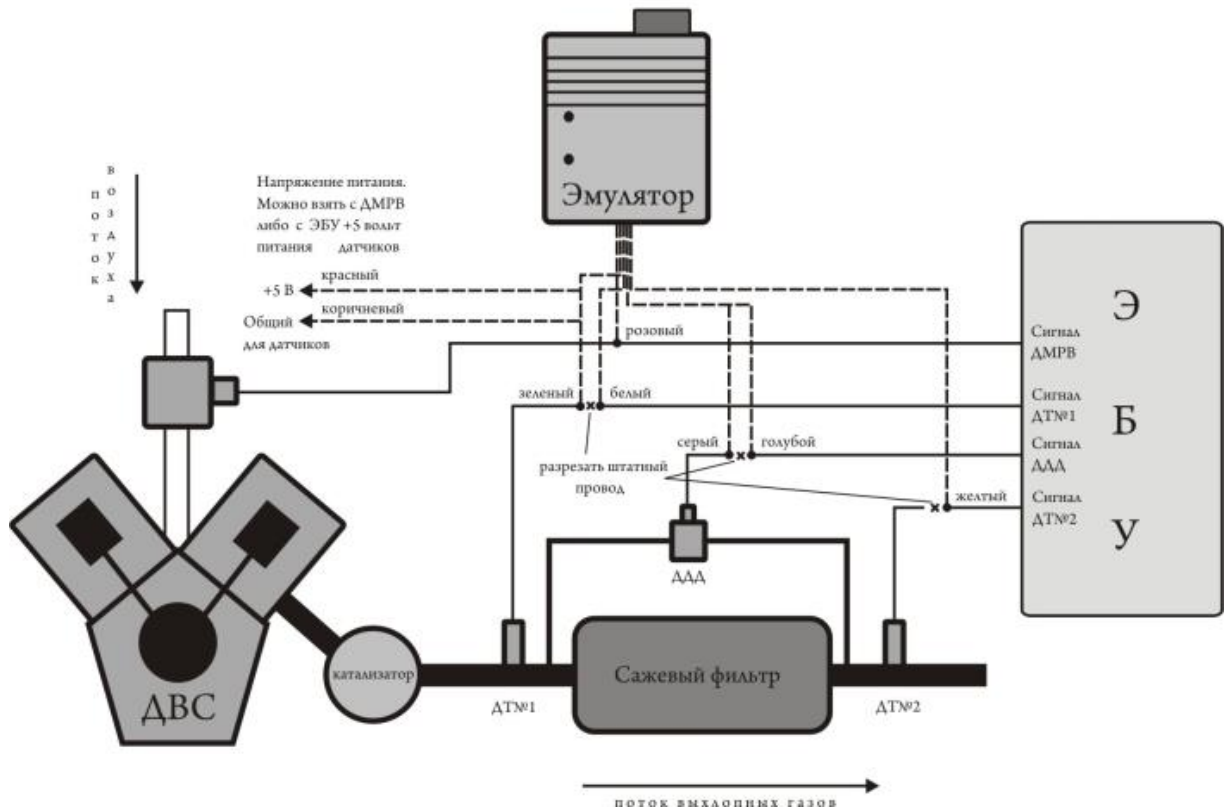 Эмулятор
поток
воздуха
Напряжение питания.
Можно взять с ДМРВ
либо с ЭБУ +5 вольт
питания датчиков
красный
+5 В
коричневый
Общий
для датчиков
розовый
Сигнал
ДМРВ
зеленый
белый
Сигнал
ДТ№1
серый
голубой
Сигнал
ДДД
разрезать штатный
провод
желтый
Сигнал
ДТ№2
Э
Б
У
ДДД
катализатор
Сажевый фильтр
ДВС
ДТ№1
ДТ№2
поток выхлопных газов